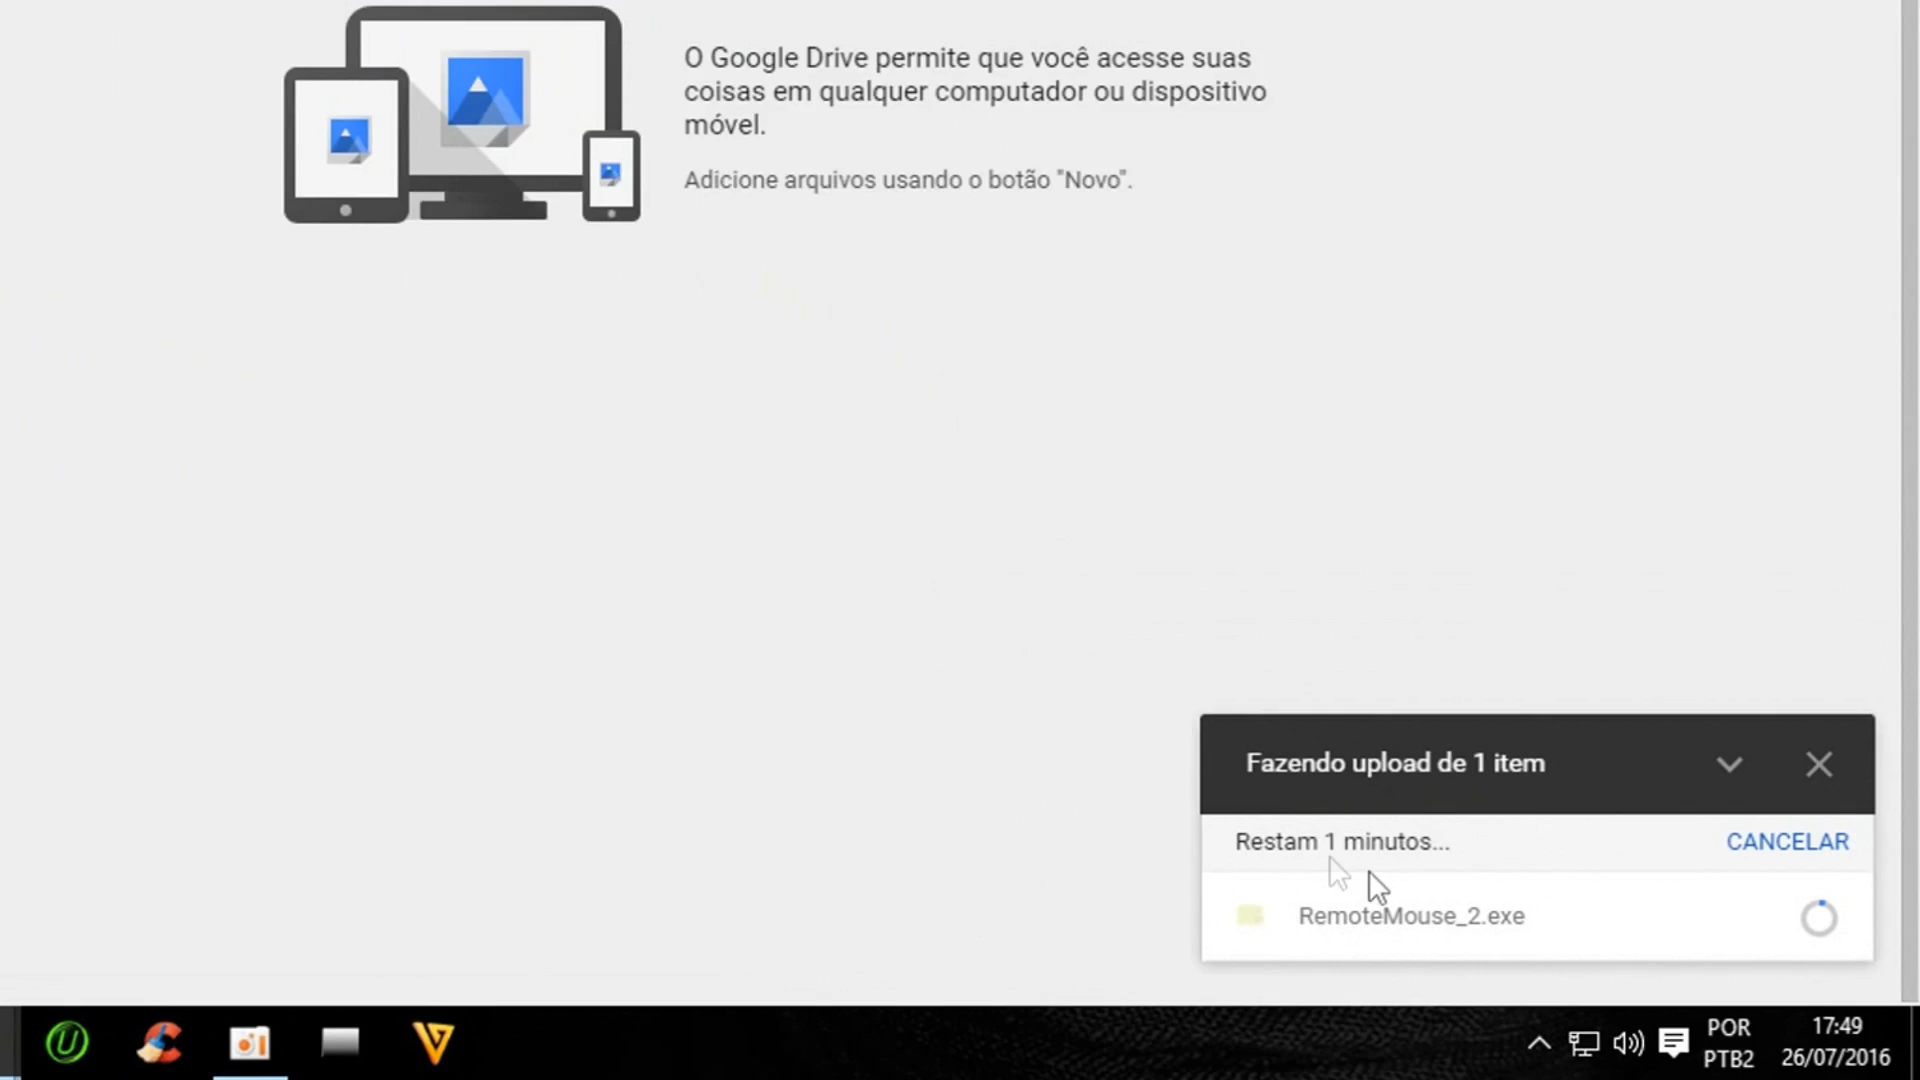 O Google Drive permite que você acesse suas
coisas em qualquer computador ou dispositivo
móvel.
Adicione arquivos usando o botão "Novo".
Fazendo upload de 1 item
Restam 1 minutos...
CANCELAR
RemoteMouse_2.exe
POR
PTB2
17:49
26/07/2016